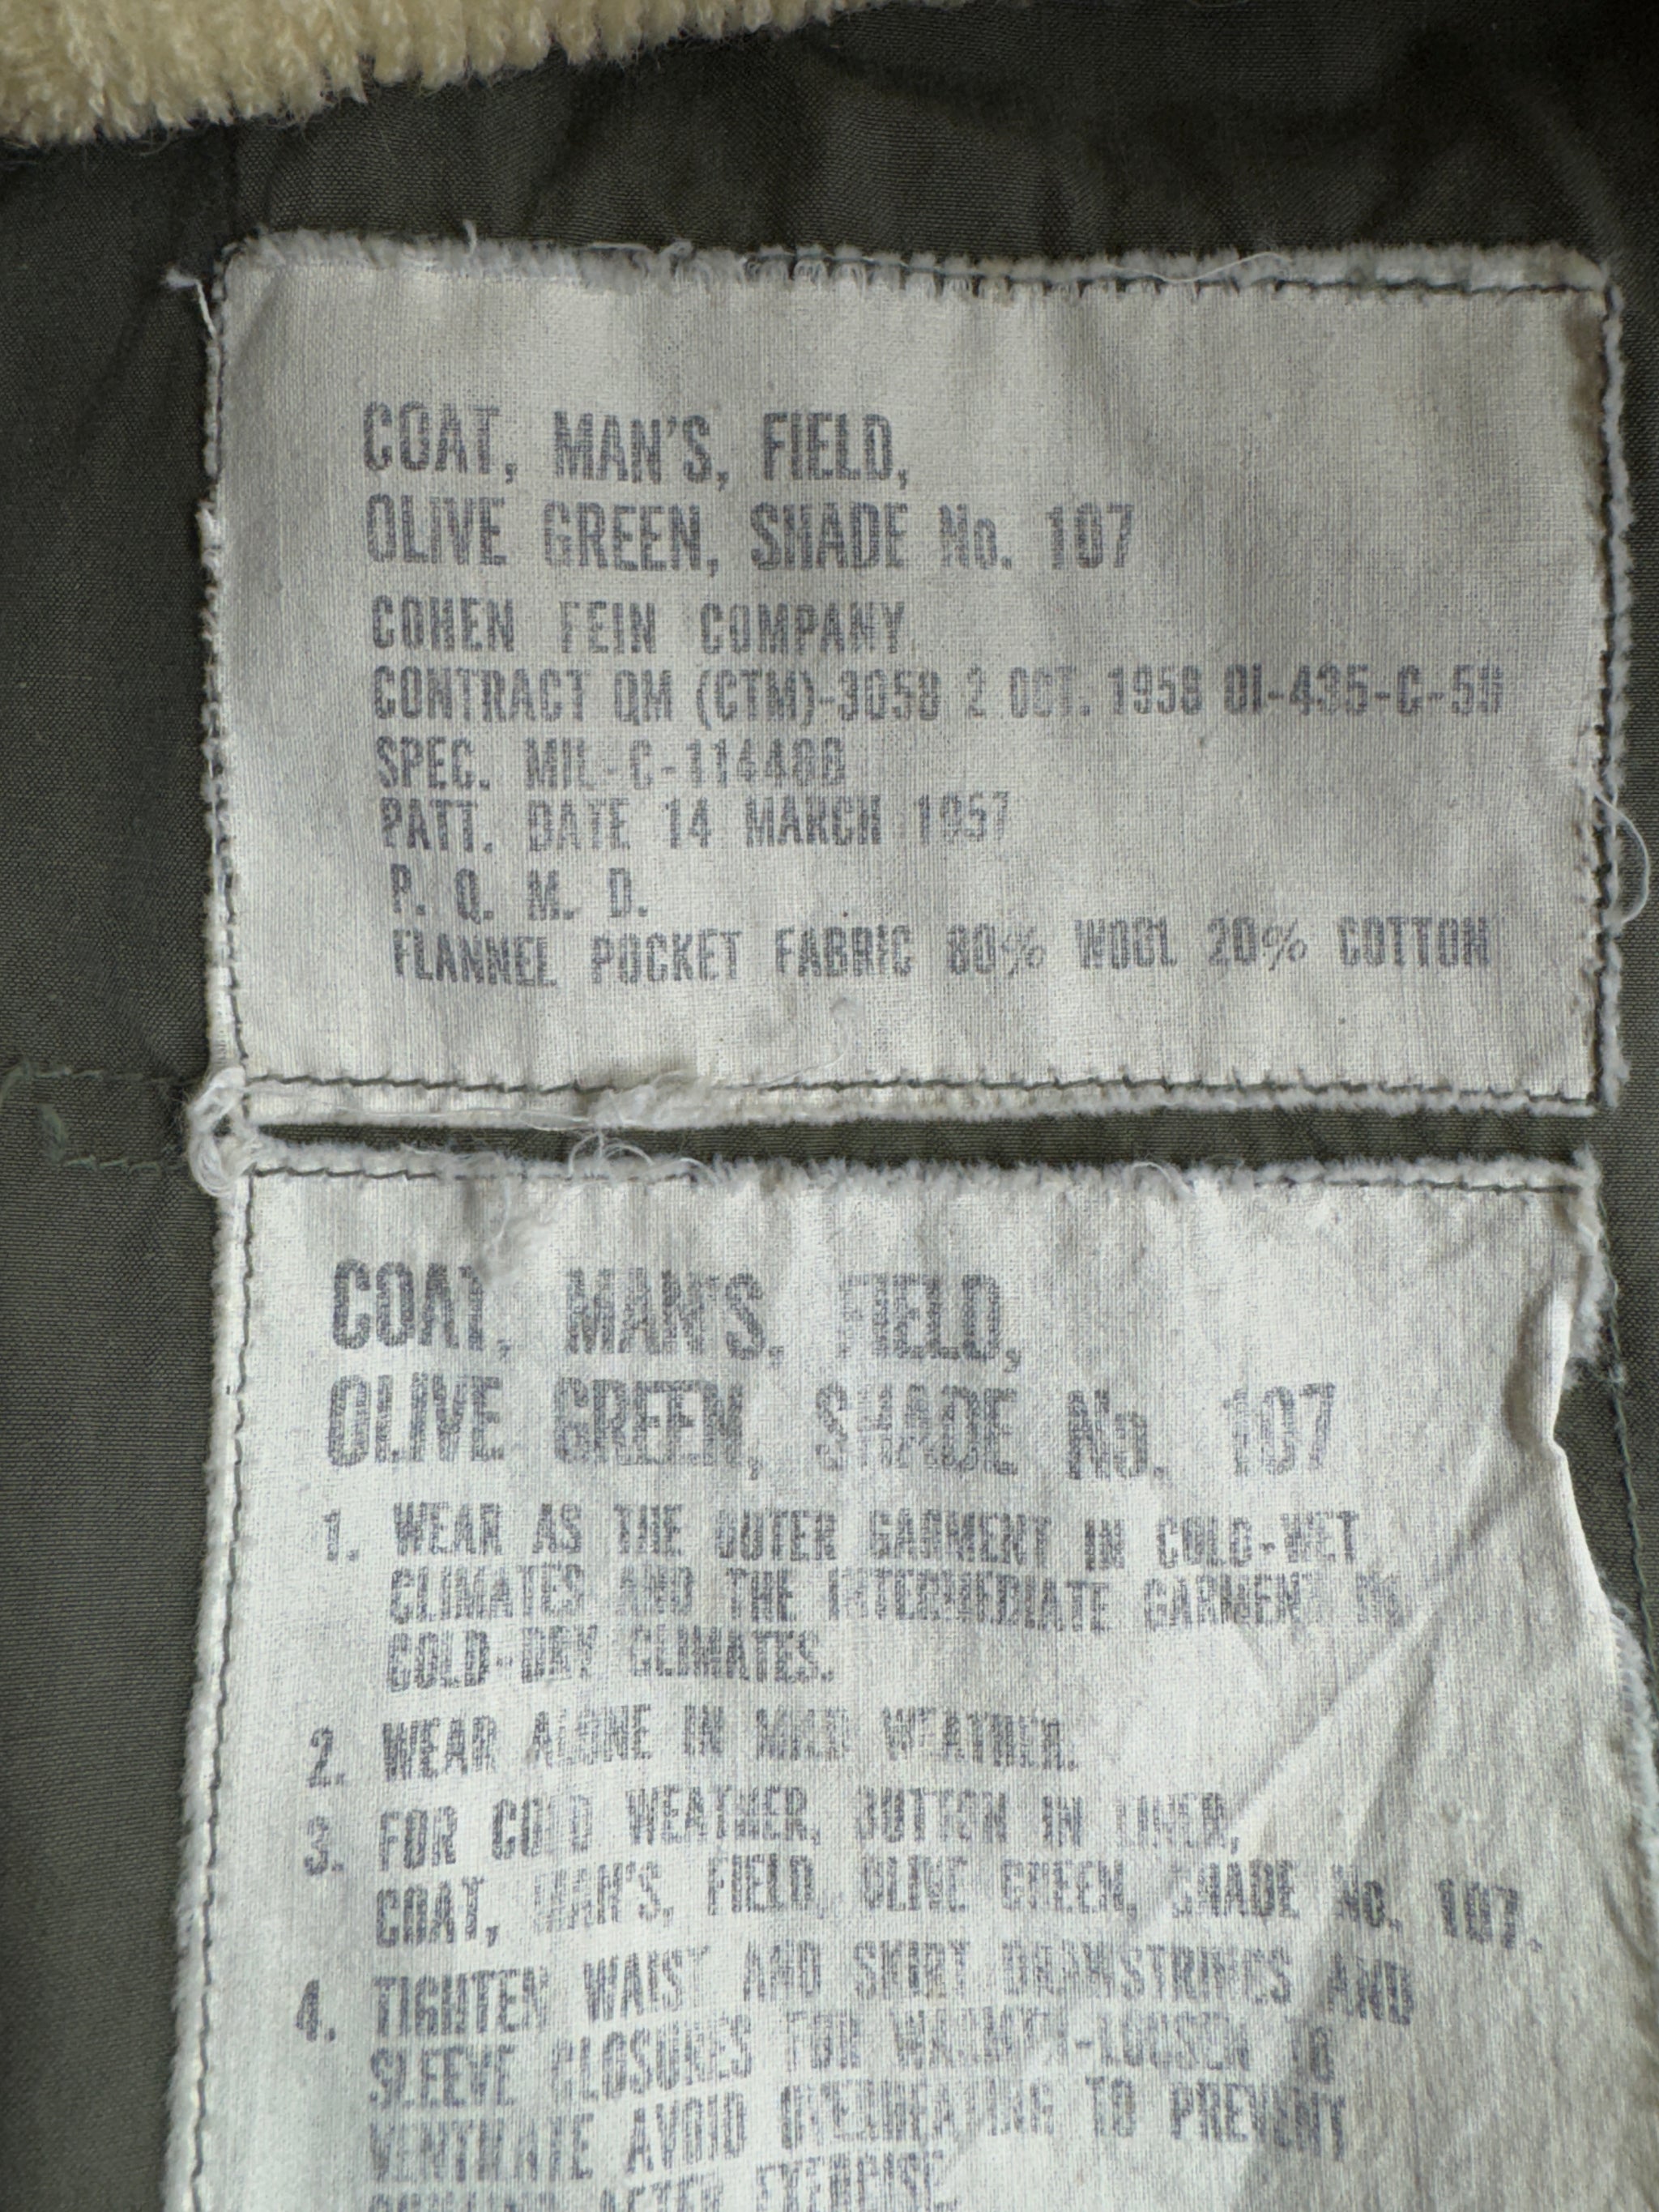 COAT, MAN'S, FIELD,
OLIVE GREEN, SHADE No. 107
COHEN FEIN COMPANY
CONTRACT QM (CTM)-3058 2 OCT. 1958 OI-435-C-58
SPEC. MIL-C-11448B
PATT. DATE 14 MARCH 1957
P. Q. M. D.
FLANNEL POCKET FABRIC 80% WOOL 20% COTTON
COAT, MAN'S, FIELD,
OLIVE GREEN, SHADE No. 107
1. WEAR AS THE OUTER GARMENT IN COLD-WET
CLIMATES AND THE INTERMEDIATE GARMENT IN
COLD-DRY CLIMATES.
2. WEAR ALONE IN MILD WEATHER.
3. FOR COLD WEATHER, BUTTON IN LINER,
COAT, MAN'S, FIELD, OLIVE GREEN, SHADE No. 107.
4. TIGHTEN WAIST AND SKIRT DRAWSTRINGS AND
SLEEVE CLOSURES FOR WARMTH-LOOSEN TO
VENTILATE AVOID OVERHEATING TO PREVENT
AFTER EXERCISE.